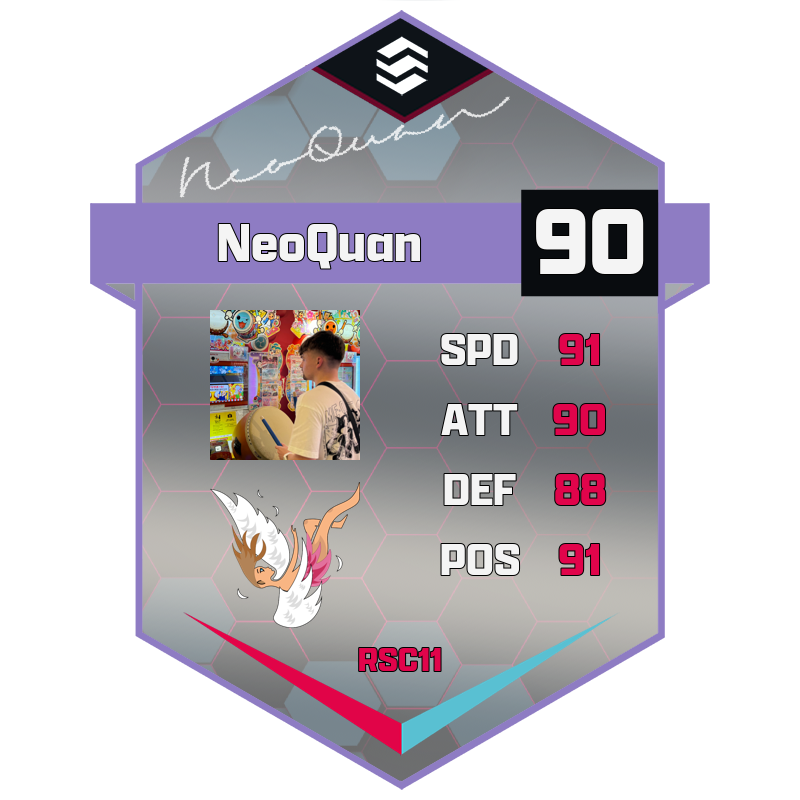 NeoQuan
NeoQuan
90
SPD 91
ATT 90
DEF 88
POS 91
RSC11